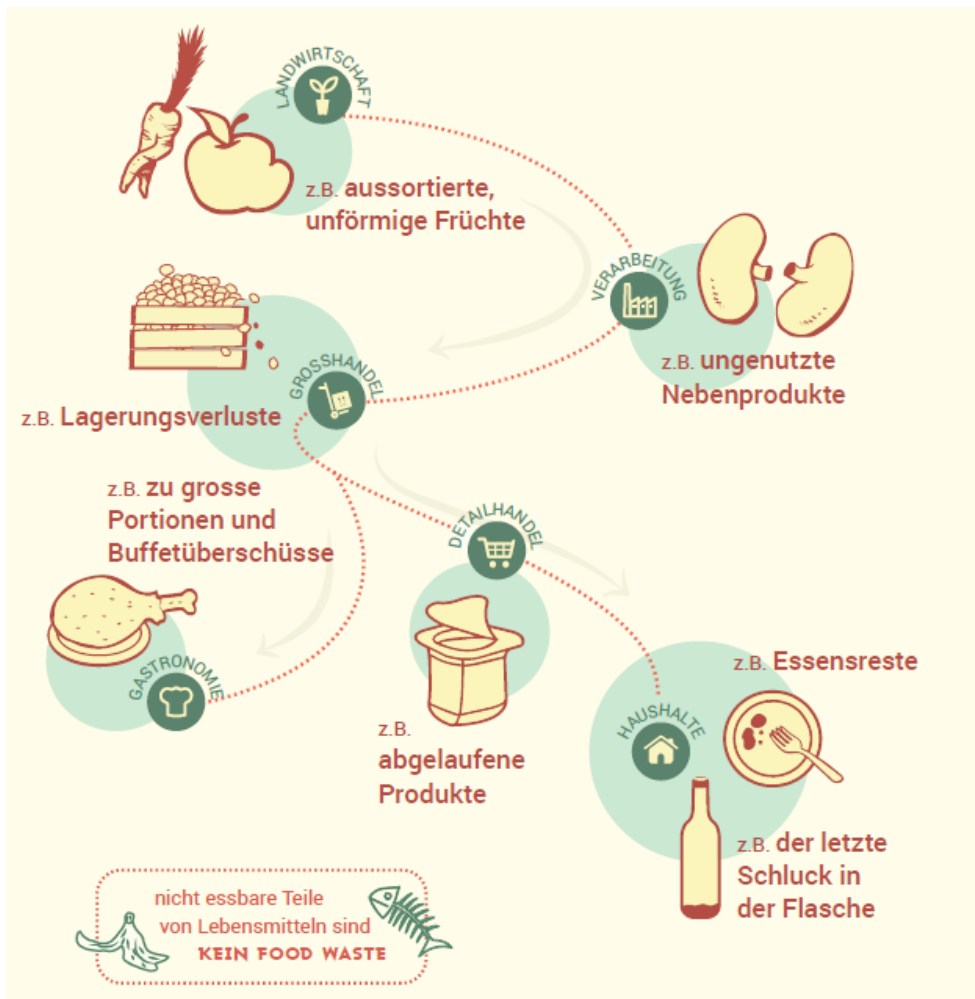 LANDWIRTSCHAFT
z.B. aussortierte,
unförmige Früchte
VERARBEITUNG
z.B. ungenutzte
Nebenprodukte
GROSSHANDEL
z.B. Lagerungsverluste
z.B. zu grosse
Portionen und
Buffetüberschüsse
GASTRONOMIE
DETAILHANDEL
z.B.
abgelaufene
Produkte
HAUSHALTE
z.B. Essensreste
z.B. der letzte
Schluck in
der Flasche
nicht essbare Teile
von Lebensmitteln sind
KEIN FOOD WASTE